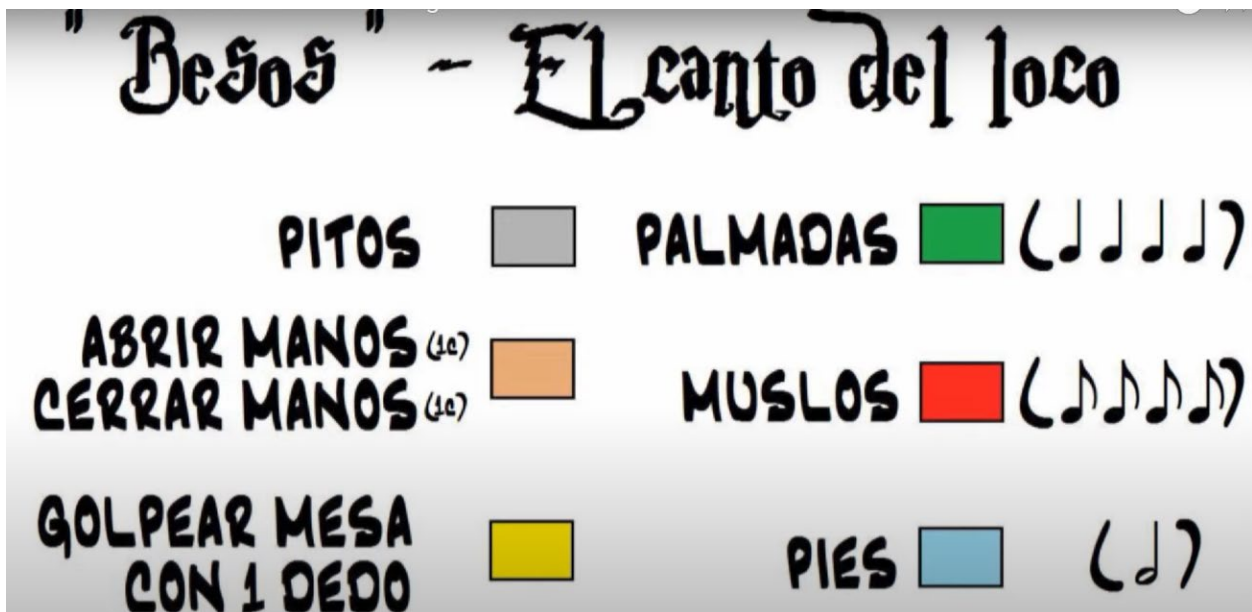 "Besos" - El canto del loco
PITOS
PALMADAS (♩ ♩ ♩ ♩)
ABRIR MANOS (1c)
CERRAR MANOS (1c)
MUSLOS (♪ ♪ ♪ ♪)
GOLPEAR MESA
CON 1 DEDO
PIES (𝅗𝅥)